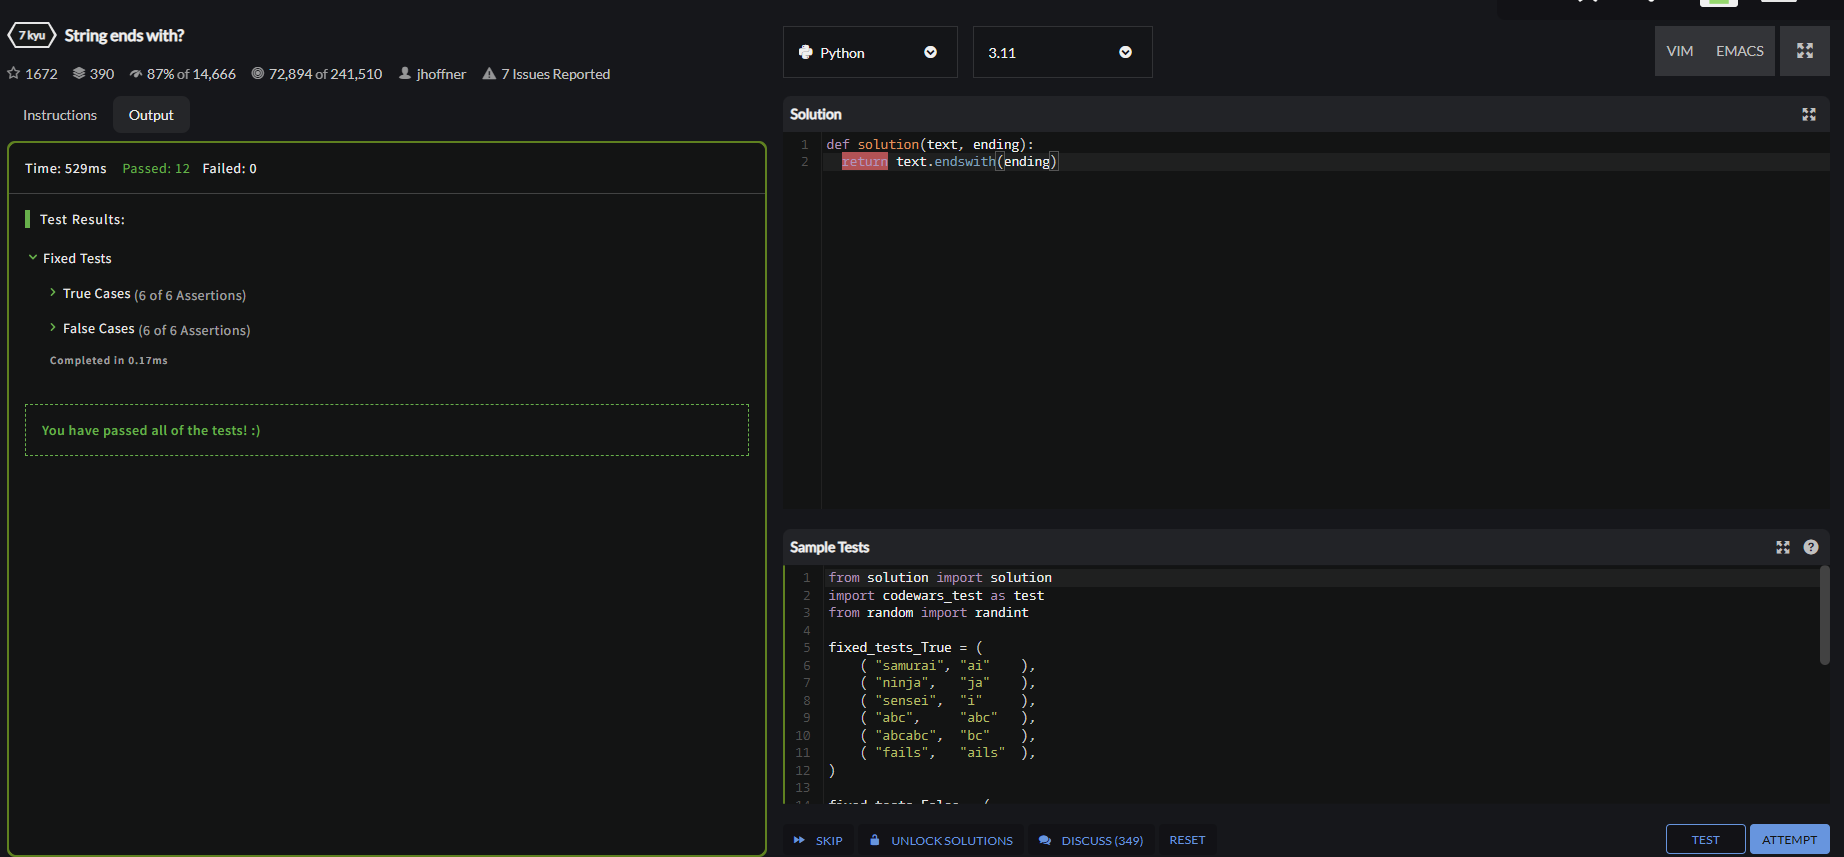 7 kyu String ends with?
1672 390 87% of 14,666 72,894 of 241,510 jhoffner 7 Issues Reported
Instructions Output
Time: 529ms Passed: 12 Failed: 0
Test Results:
Fixed Tests
True Cases (6 of 6 Assertions)
False Cases (6 of 6 Assertions)
Completed in 0.17ms
You have passed all of the tests! :)
Python 3.11 VIM EMACS
Solution
1 def solution(text, ending):
2   return text.endswith(ending)
Sample Tests
1 from solution import solution
2 import codewars_test as test
3 from random import randint
4
5 fixed_tests_True = (
6     ( "samurai", "ai"    ),
7     ( "ninja",   "ja"    ),
8     ( "sensei",  "i"     ),
9     ( "abc",     "abc"   ),
10     ( "abcabc",  "bc"    ),
11     ( "fails",   "ails"  ),
12 )
13
14 fixed_tests_False = (
SKIP UNLOCK SOLUTIONS DISCUSS (349) RESET TEST ATTEMPT